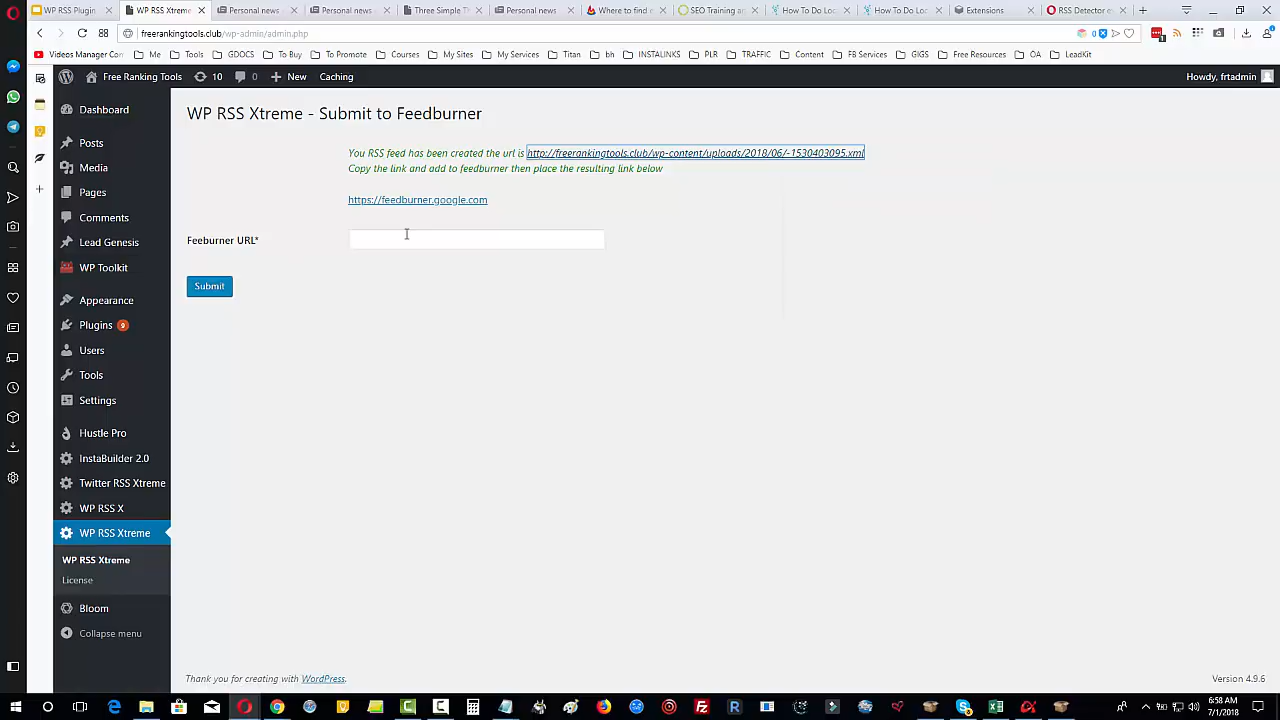 WP RSS Plugin
WP RSS Xtreme
Personal news
Personal news
Three Simple
Personal news
Where to find
SEO Training a
How To Do Lo
How To Do Lo
Extensions
RSS Detector e
freerankingtools.club/wp-admin/admin.php
0
Videos Manager
Me
Tools
GDOCS
To Buy
To Promote
Courses
My Sites
My Services
Titan
bh
INSTALINKS
PLR
TRAFFIC
Content
FB Services
GIGS
Free Resources
OA
LeadKit
Free Ranking Tools
10
0
New
Caching
Howdy, frtadmin
Dashboard
Posts
Media
Pages
Comments
Lead Genesis
WP Toolkit
Appearance
Plugins 9
Users
Tools
Settings
Hustle Pro
InstaBuilder 2.0
Twitter RSS Xtreme
WP RSS X
WP RSS Xtreme
WP RSS Xtreme
License
Bloom
Collapse menu
WP RSS Xtreme - Submit to Feedburner
You RSS feed has been created the url is http://freerankingtools.club/wp-content/uploads/2018/06/-1530403095.xml
Copy the link and add to feedburner then place the resulting link below
https://feedburner.google.com
Feeburner URL*
Submit
Thank you for creating with WordPress.
Version 4.9.6
6:58 AM
7/1/2018